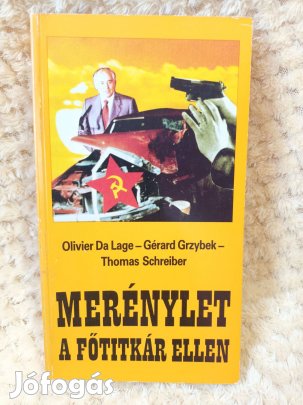 Olivier Da Lage – Gérard Grzybek –
Thomas Schreiber
MERÉNYLET
A FŐTITKÁR ELLEN
Jófogás